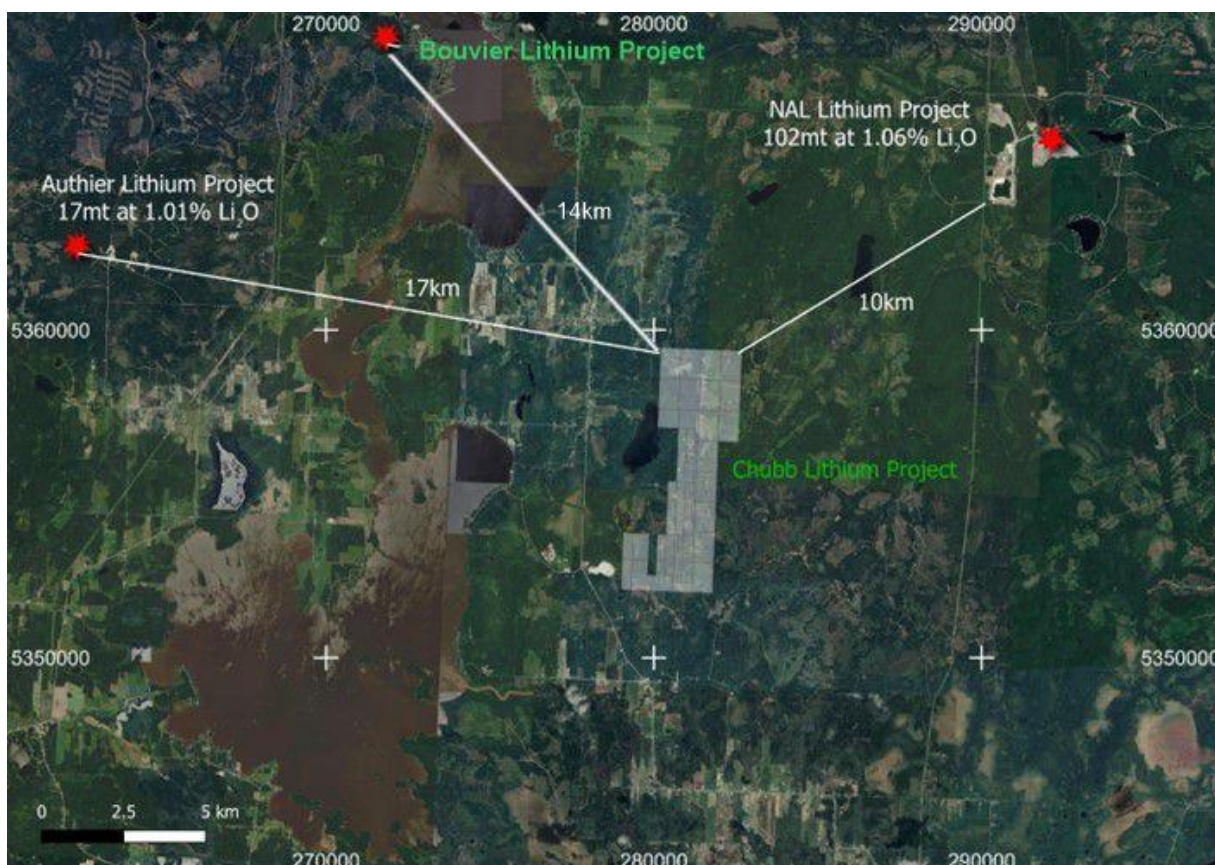 270000
280000
290000
Bouvier Lithium Project
NAL Lithium Project
102mt at 1.06% Li₂O
Authier Lithium Project
17mt at 1.01% Li₂O
14km
17km
10km
5360000
5360000
Chubb Lithium Project
5350000
5350000
0 2.5 5 km
270000
280000
290000